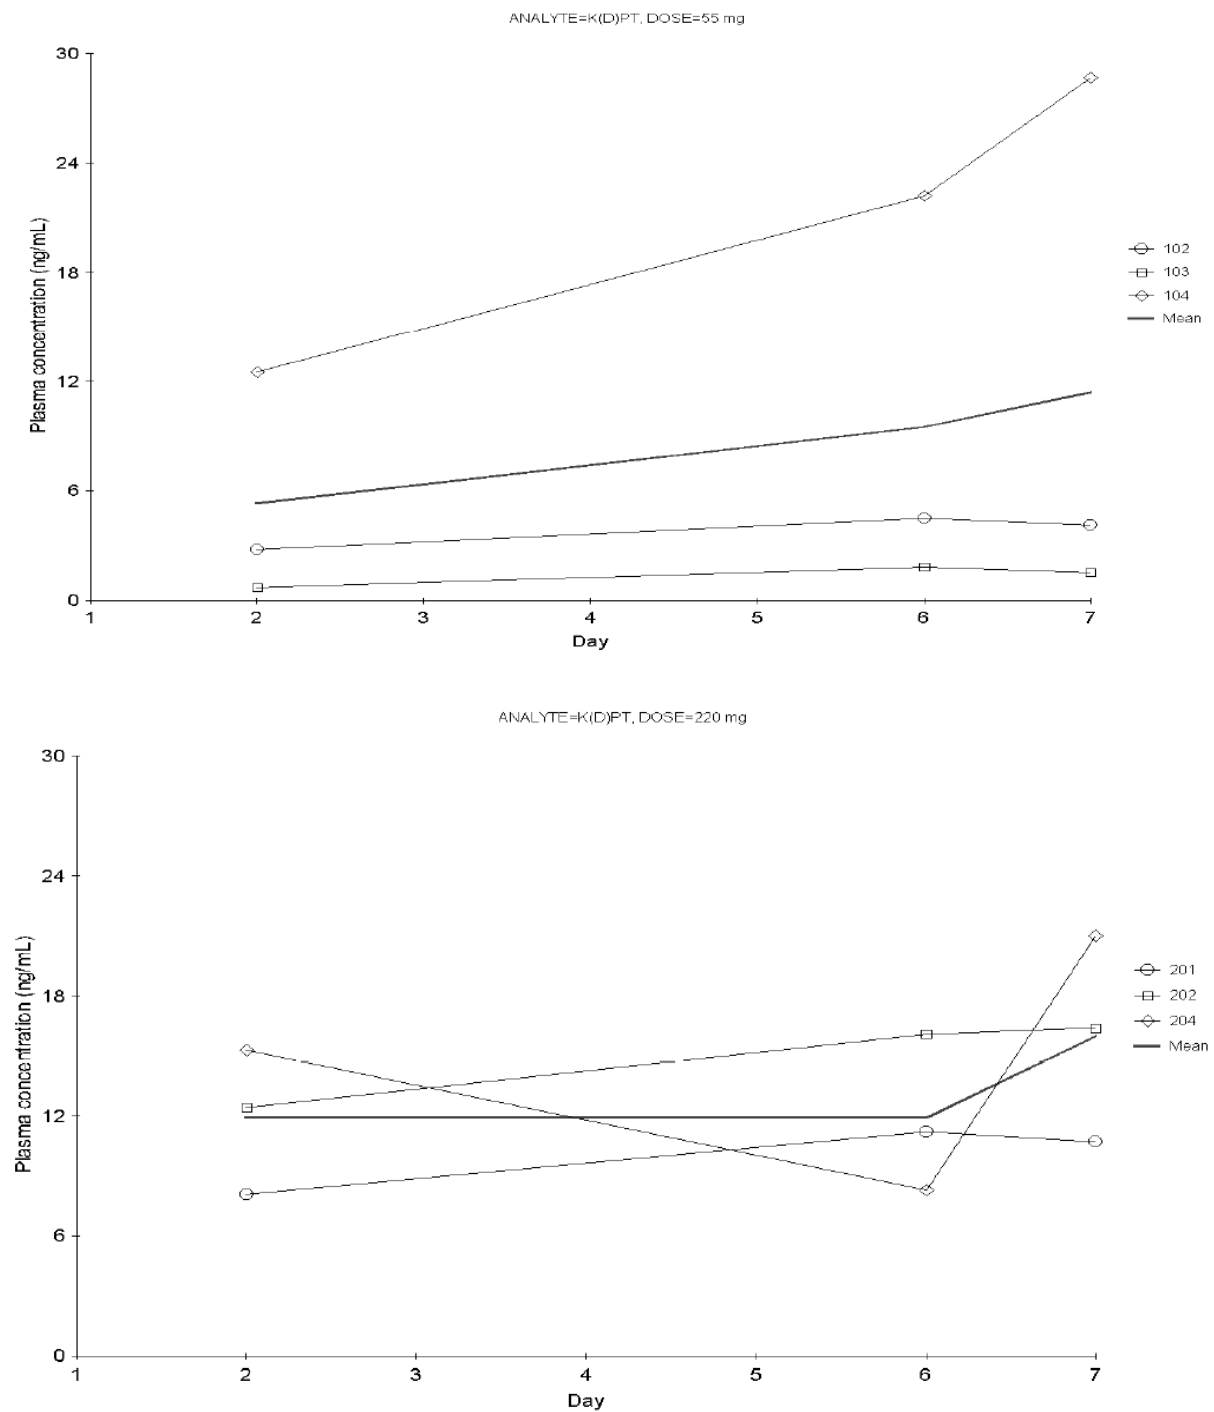 ANALYTE=K(D)PT, DOSE=55 mg
30
24
18
12
6
0
Plasma concentration (ng/mL)
1 2 3 4 5 6 7
Day
102
103
104
Mean
ANALYTE=K(D)PT, DOSE=220 mg
30
24
18
12
6
0
Plasma concentration (ng/mL)
1 2 3 4 5 6 7
Day
201
202
204
Mean